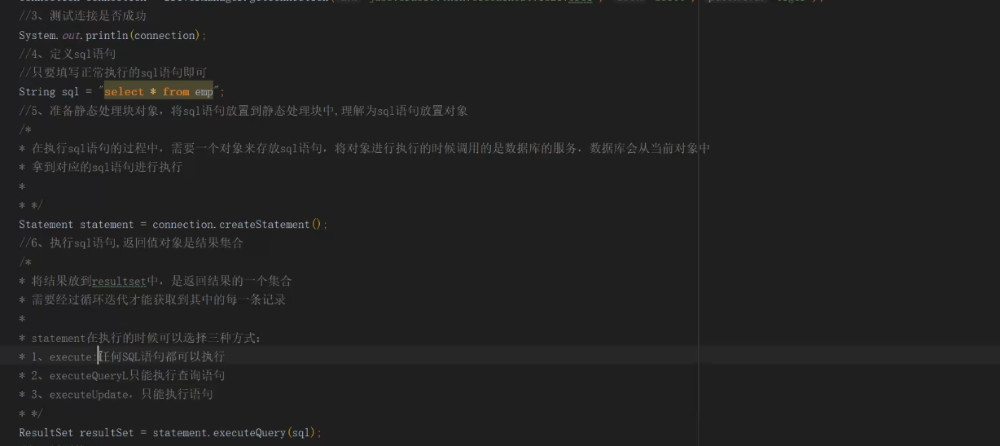 //3、测试连接是否成功
System.out.println(connection);
//4、定义sql语句
//只要填写正常执行的sql语句即可
String sql = "select * from emp";
//5、准备静态处理块对象，将sql语句放置到静态处理块中,理解为sql语句放置对象
/*
* 在执行sql语句的过程中，需要一个对象来存放sql语句，将对象进行执行的时候调用的是数据库的服务，数据库会从当前对象中
* 拿到对应的sql语句进行执行
*
* */
Statement statement = connection.createStatement();
//6、执行sql语句,返回值对象是结果集合
/*
* 将结果放到resultset中，是返回结果的一个集合
* 需要经过循环迭代才能获取到其中的每一条记录
*
* statement在执行的时候可以选择三种方式：
* 1、execute:任何SQL语句都可以执行
* 2、executeQueryL只能执行查询语句
* 3、executeUpdate，只能执行语句
* */
ResultSet resultSet = statement.executeQuery(sql);